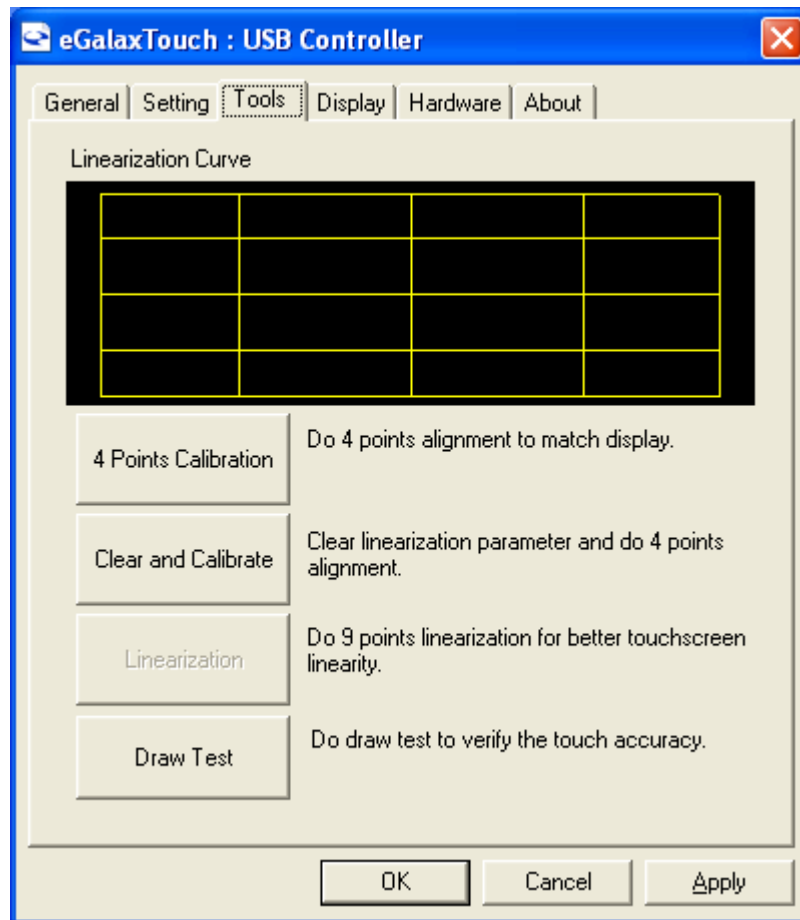 eGalaxTouch : USB Controller
General Setting Tools Display Hardware About
Linearization Curve
4 Points Calibration
Do 4 points alignment to match display.
Clear and Calibrate
Clear linearization parameter and do 4 points
alignment.
Linearization
Do 9 points linearization for better touchscreen
linearity.
Draw Test
Do draw test to verify the touch accuracy.
OK Cancel Apply